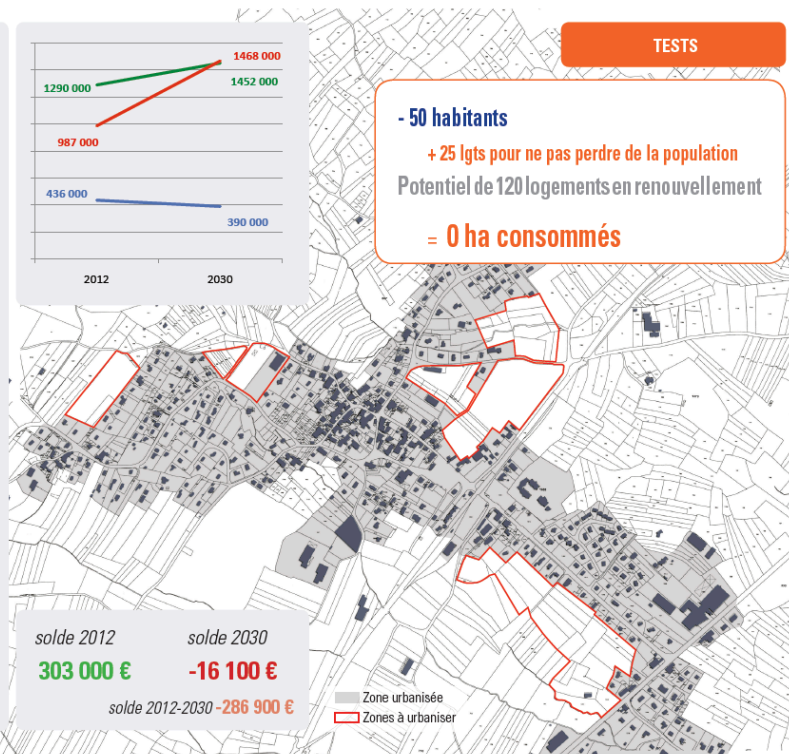 1468 000
1290 000
1452 000
987 000
436 000
390 000
2012 2030
TESTS
- 50 habitants
+ 25 lgts pour ne pas perdre de la population
Potentiel de 120 logements en renouvellement
= 0 ha consommés
solde 2012 solde 2030
303 000 € -16 100 €
solde 2012-2030 -286 900 €
Zone urbanisée
Zones à urbaniser